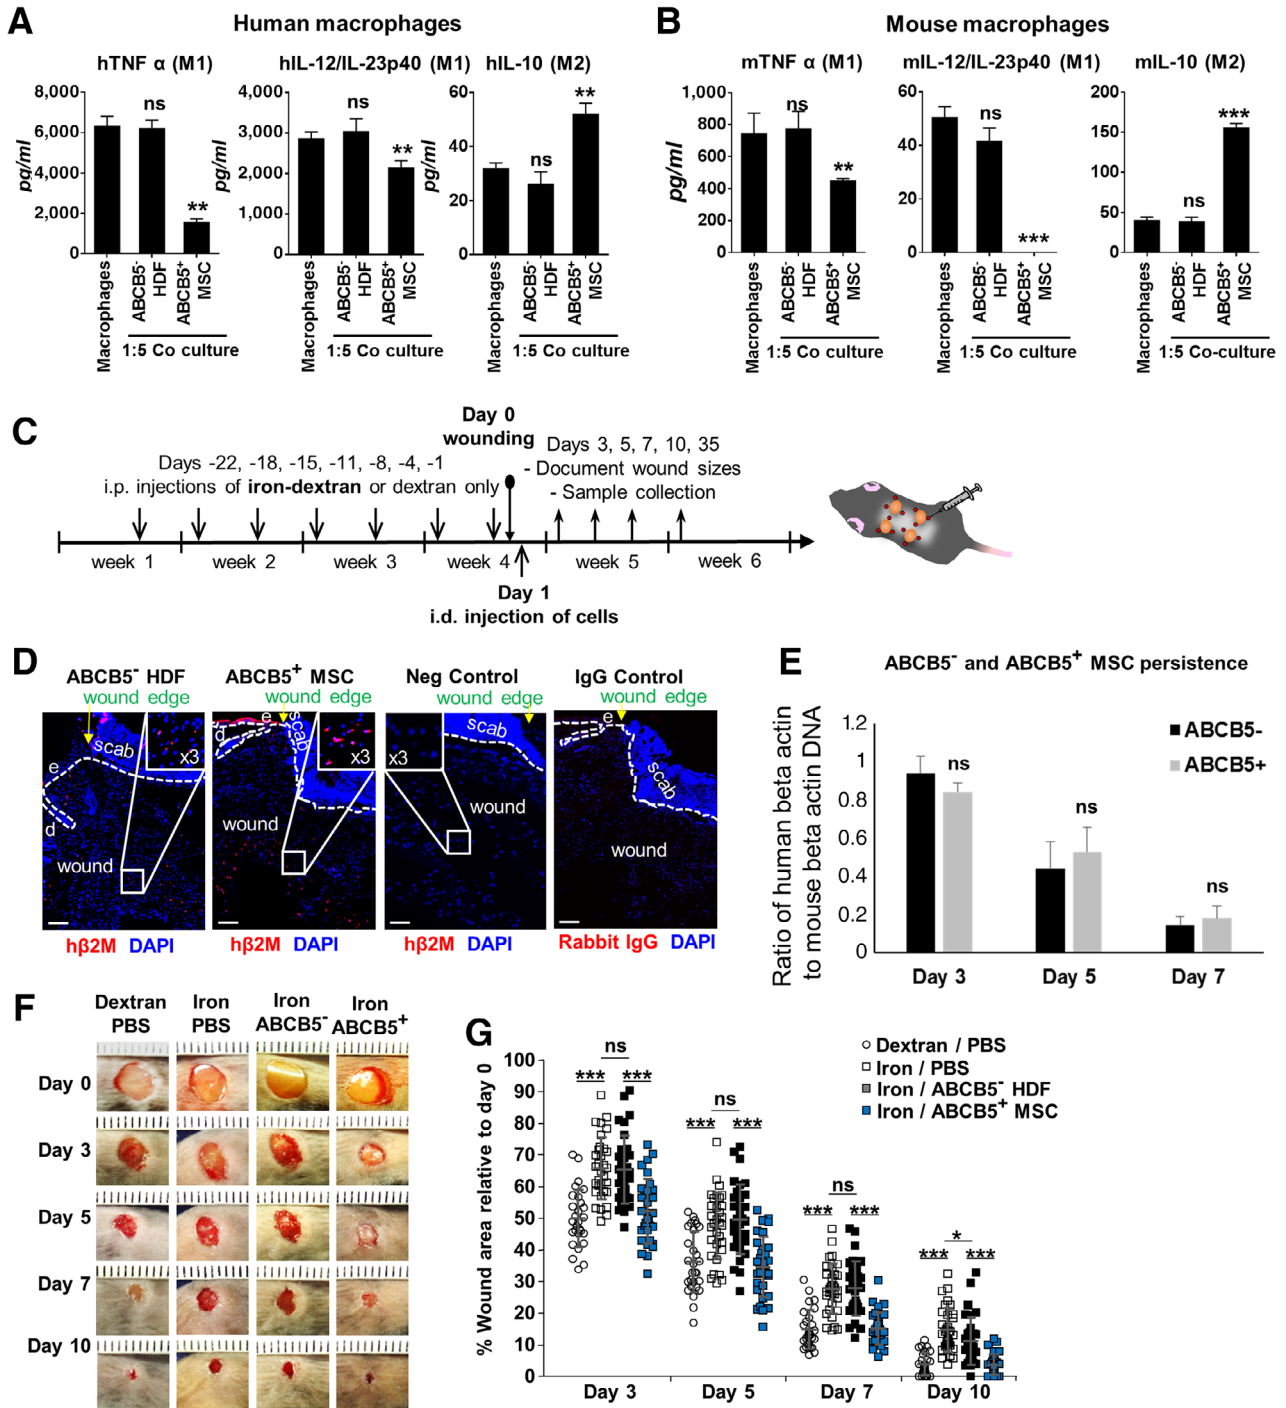 A
Human macrophages
hTNF α (M1)
hIL-12/IL-23p40 (M1)
hIL-10 (M2)
pg/ml
8,000
6,000
4,000
2,000
0
ns
**
Macrophages
ABCB5-
HDF
ABCB5+
MSC
1:5 Co culture
pg/ml
4,000
3,000
2,000
1,000
0
ns
**
Macrophages
ABCB5-
HDF
ABCB5+
MSC
1:5 Co culture
pg/ml
60
40
20
0
ns
**
Macrophages
ABCB5-
HDF
ABCB5+
MSC
1:5 Co culture
B
Mouse macrophages
mTNF α (M1)
mIL-12/IL-23p40 (M1)
mIL-10 (M2)
pg/ml
1,000
800
600
400
200
0
ns
**
Macrophages
ABCB5-
HDF
ABCB5+
MSC
1:5 Co culture
60
40
20
0
ns
***
Macrophages
ABCB5-
HDF
ABCB5+
MSC
1:5 Co culture
200
150
100
50
0
ns
***
Macrophages
ABCB5-
HDF
ABCB5+
MSC
1:5 Co-culture
C
Day 0
wounding
Days -22, -18, -15, -11, -8, -4, -1
i.p. injections of iron-dextran or dextran only
Days 3, 5, 7, 10, 35
- Document wound sizes
- Sample collection
week 1
week 2
week 3
week 4
week 5
week 6
Day 1
i.d. injection of cells
D
ABCB5- HDF
wound edge
scab
x3
e
d
wound
hβ2M DAPI
ABCB5+ MSC
wound edge
e
scab
d
x3
wound
hβ2M DAPI
Neg Control
wound edge
scab
x3
wound
hβ2M DAPI
IgG Control
wound edge
e
d
scab
wound
Rabbit IgG DAPI
E
ABCB5- and ABCB5+ MSC persistence
Ratio of human beta actin
to mouse beta actin DNA
1.2
1
0.8
0.6
0.4
0.2
0
ABCB5-
ABCB5+
ns
ns
ns
Day 3
Day 5
Day 7
F
Dextran
PBS
Iron
PBS
Iron
ABCB5-
Iron
ABCB5+
Day 0
Day 3
Day 5
Day 7
Day 10
G
Dextran / PBS
Iron / PBS
Iron / ABCB5- HDF
Iron / ABCB5+ MSC
% Wound area relative to day 0
100
90
80
70
60
50
40
30
20
10
0
ns
*** ***
ns
*** ***
ns
*** ***
*
*** ***
Day 3
Day 5
Day 7
Day 10